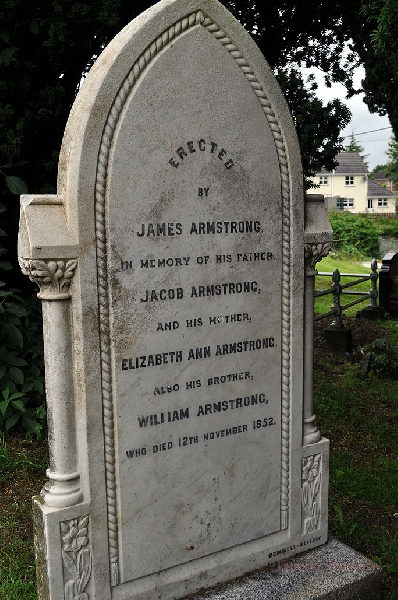 ERECTED
BY
JAMES ARMSTRONG,
IN MEMORY OF HIS FATHER,
JACOB ARMSTRONG,
AND HIS MOTHER,
ELIZABETH ANN ARMSTRONG.
ALSO HIS BROTHER,
WILLIAM ARMSTRONG,
WHO DIED 12TH NOVEMBER 1852.